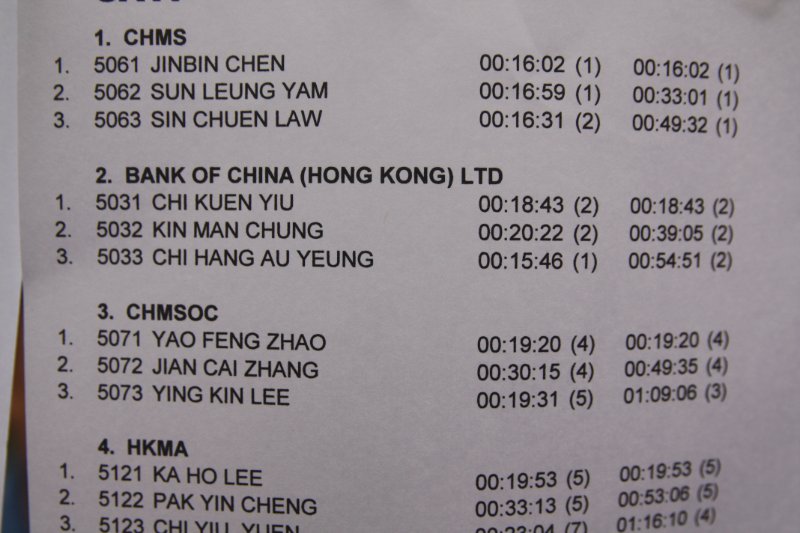 1. CHMS
1. 5061 JINBIN CHEN 00:16:02 (1) 00:16:02 (1)
2. 5062 SUN LEUNG YAM 00:16:59 (1) 00:33:01 (1)
3. 5063 SIN CHUEN LAW 00:16:31 (2) 00:49:32 (1)
2. BANK OF CHINA (HONG KONG) LTD
1. 5031 CHI KUEN YIU 00:18:43 (2) 00:18:43 (2)
2. 5032 KIN MAN CHUNG 00:20:22 (2) 00:39:05 (2)
3. 5033 CHI HANG AU YEUNG 00:15:46 (1) 00:54:51 (2)
3. CHMSOC
1. 5071 YAO FENG ZHAO 00:19:20 (4) 00:19:20 (4)
2. 5072 JIAN CAI ZHANG 00:30:15 (4) 00:49:35 (4)
3. 5073 YING KIN LEE 00:19:31 (5) 01:09:06 (3)
4. HKMA
1. 5121 KA HO LEE 00:19:53 (5) 00:19:53 (5)
2. 5122 PAK YIN CHENG 00:33:13 (5) 00:53:06 (5)
3. 5123 CHI YIU YUEN 00:23:04 (7) 01:16:10 (4)